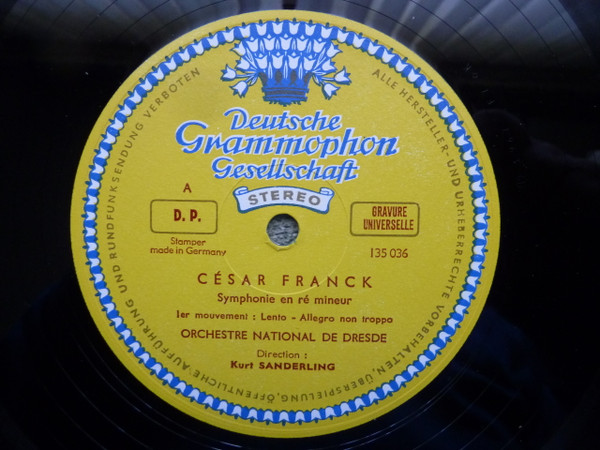 Deutsche
Grammophon
Gesellschaft
STEREO
A
D. P.
GRAVURE
UNIVERSELLE
Stamper
made in Germany
135 036
CÉSAR FRANCK
Symphonie en ré mineur
1er mouvement : Lento - Allegro non troppo
ORCHESTRE NATIONAL DE DRESDE
Direction :
Kurt SANDERLING
ALLE HERSTELLER- UND URHEBERRECHTE VORBEHALTEN, ÜBERSPIELUNG, ÖFFENTLICHE AUFFÜHRUNG UND RUNDFUNKSENDUNG VERBOTEN